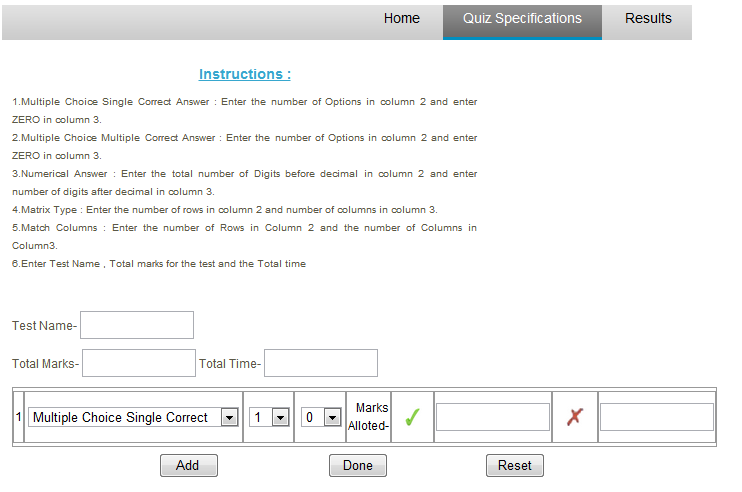 Home Quiz Specifications Results
Instructions :
1.Multiple Choice Single Correct Answer : Enter the number of Options in column 2 and enter
ZERO in column 3.
2.Multiple Choice Multiple Correct Answer : Enter the number of Options in column 2 and enter
ZERO in column 3.
3.Numerical Answer : Enter the total number of Digits before decimal in column 2 and enter
number of digits after decimal in column 3.
4.Matrix Type : Enter the number of rows in column 2 and number of columns in column 3.
5.Match Columns : Enter the number of Rows in Column 2 and the number of Columns in
Column3.
6.Enter Test Name , Total marks for the test and the Total time
Test Name-
Total Marks- Total Time-
1 Multiple Choice Single Correct 1 0 Marks
Alloted-
Add Done Reset